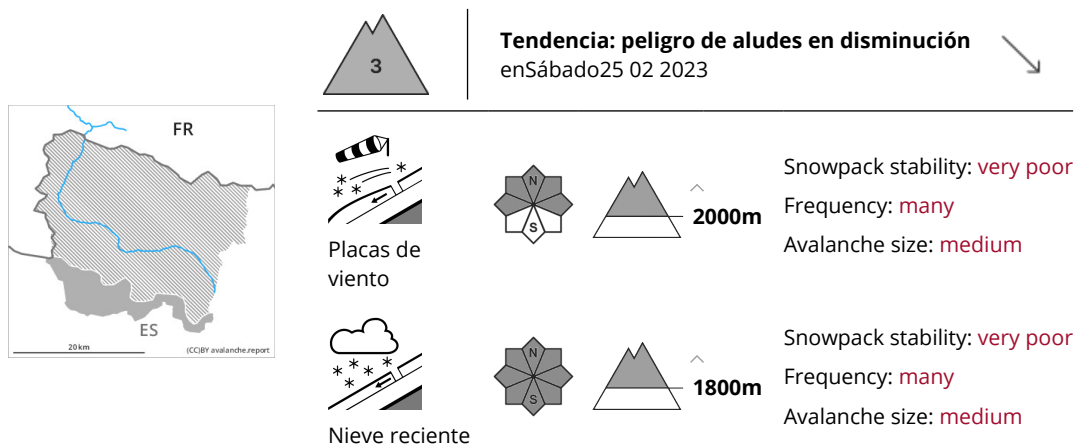 3
Tendencia: peligro de aludes en disminución
enSábado25 02 2023
FR
ES
20 km
(CC)BY avalanche.report
N
S
2000m
Placas de
viento
Snowpack stability: very poor
Frequency: many
Avalanche size: medium
N
S
1800m
Nieve reciente
Snowpack stability: very poor
Frequency: many
Avalanche size: medium